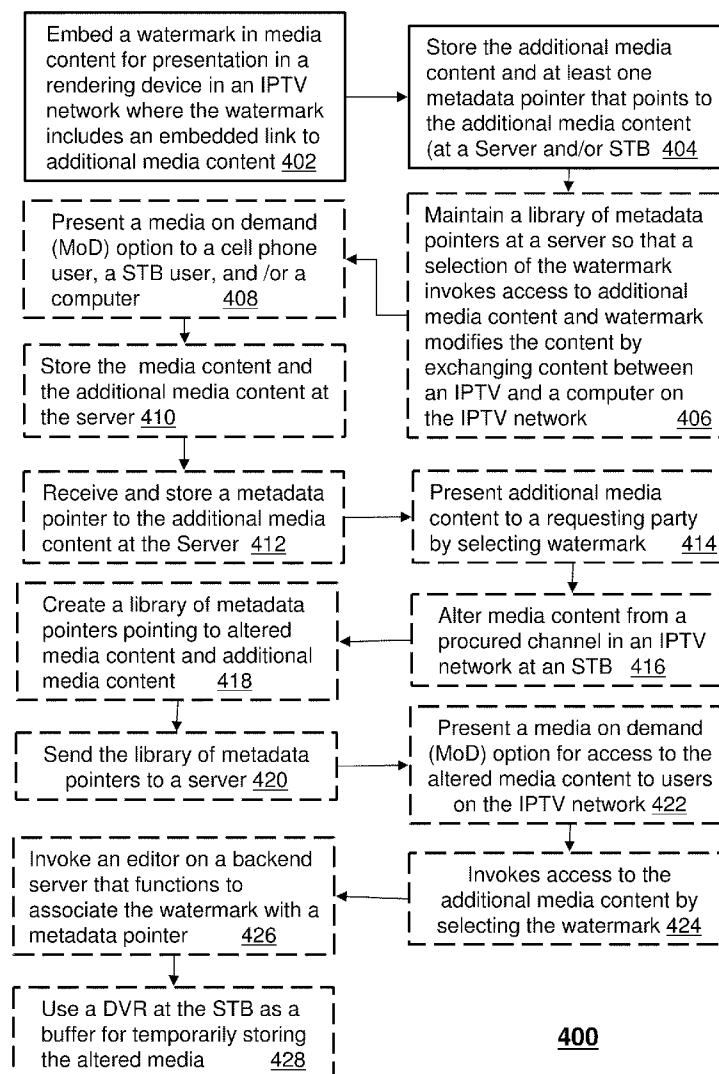 Embed a watermark in media
content for presentation in a
rendering device in an IPTV
network where the watermark
includes an embedded link to
additional media content 402
Store the additional media
content and at least one
metadata pointer that points to
the additional media content
(at a Server and/or STB 404
Maintain a library of metadata
pointers at a server so that a
selection of the watermark
invokes access to additional
media content and watermark
modifies the content by
exchanging content between
an IPTV and a computer on
the IPTV network 406
Present a media on demand
(MoD) option to a cell phone
user, a STB user, and /or a
computer 408
Store the media content and
the additional media content at
the server 410
Receive and store a metadata
pointer to the additional media
content at the Server 412
Present additional media
content to a requesting party
by selecting watermark 414
Alter media content from a
procured channel in an IPTV
network at an STB 416
Create a library of metadata
pointers pointing to altered
media content and additional
media content 418
Send the library of metadata
pointers to a server 420
Present a media on demand
(MoD) option for access to the
altered media content to users
on the IPTV network 422
Invokes access to the
additional media content by
selecting the watermark 424
Invoke an editor on a backend
server that functions to
associate the watermark with a
metadata pointer 426
Use a DVR at the STB as a
buffer for temporarily storing
the altered media 428
400